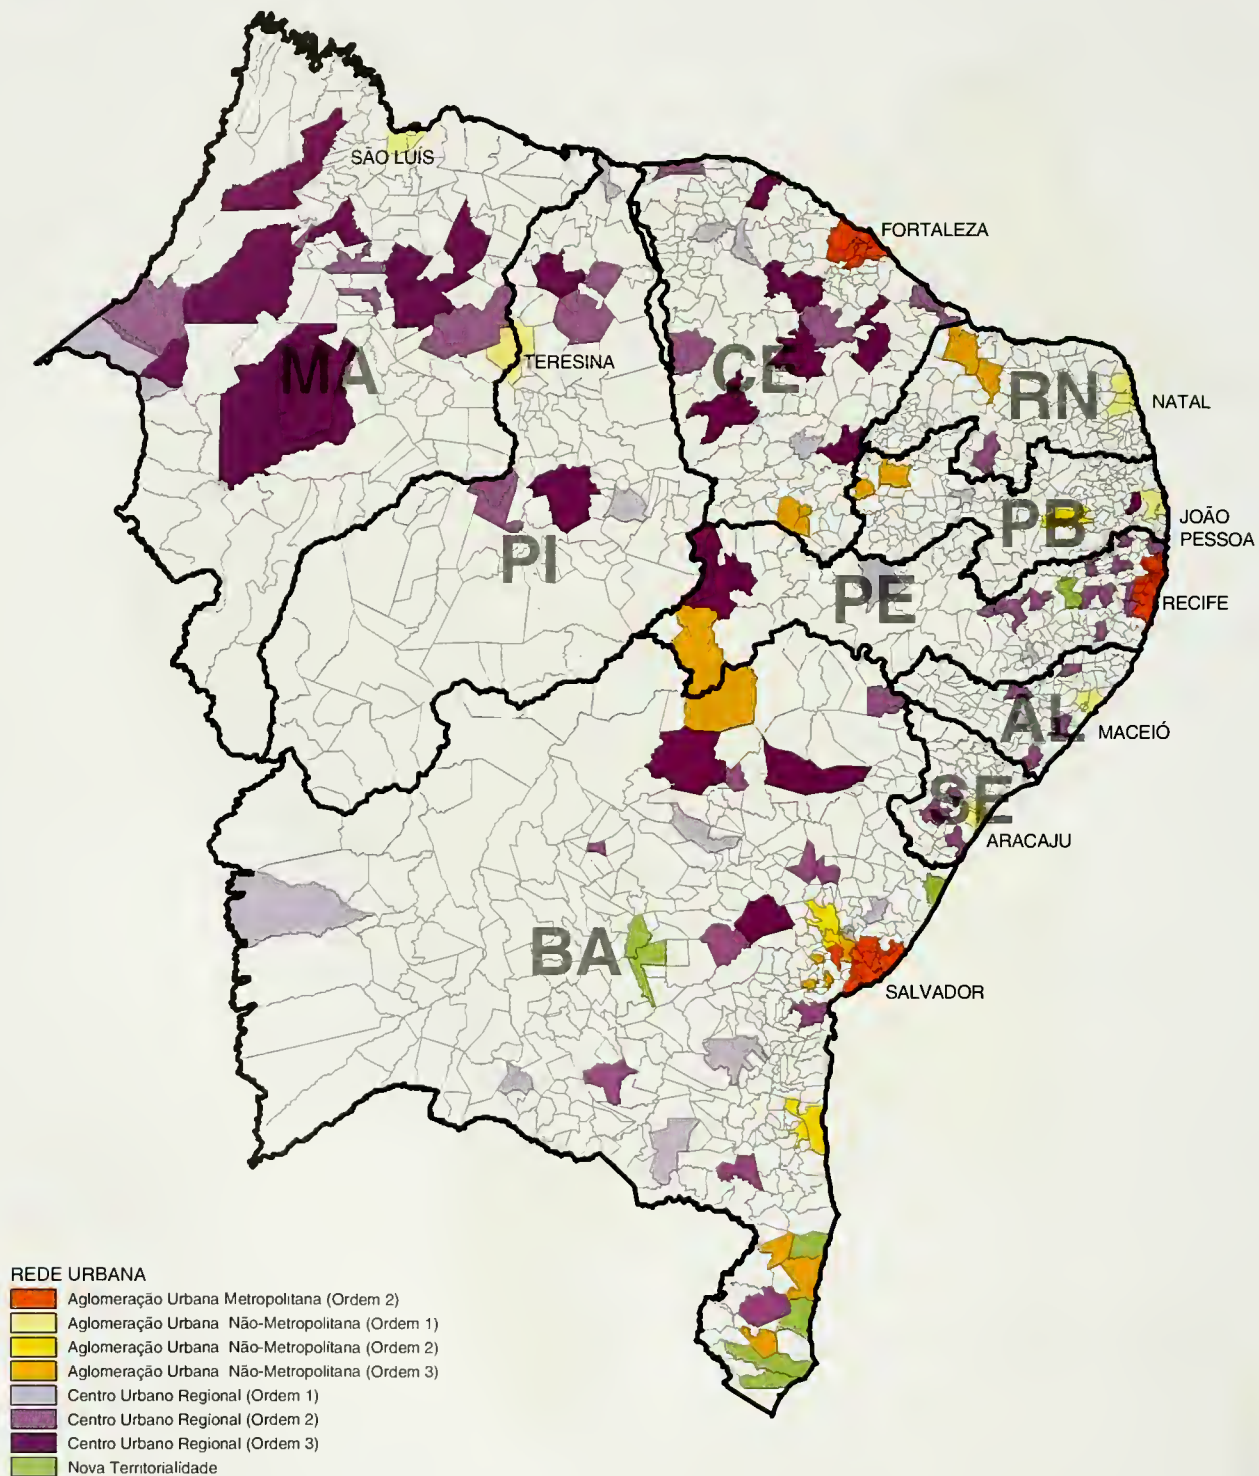 SÃO LUÍS
FORTALEZA
MA
TERESINA
CE
RN
NATAL
PI
PB
JOÃO
PESSOA
PE
RECIFE
AL
MACEIÓ
SE
ARACAJU
BA
SALVADOR
REDE URBANA
Aglomeração Urbana Metropolitana (Ordem 2)
Aglomeração Urbana Não-Metropolitana (Ordem 1)
Aglomeração Urbana Não-Metropolitana (Ordem 2)
Aglomeração Urbana Não-Metropolitana (Ordem 3)
Centro Urbano Regional (Ordem 1)
Centro Urbano Regional (Ordem 2)
Centro Urbano Regional (Ordem 3)
Nova Territorialidade